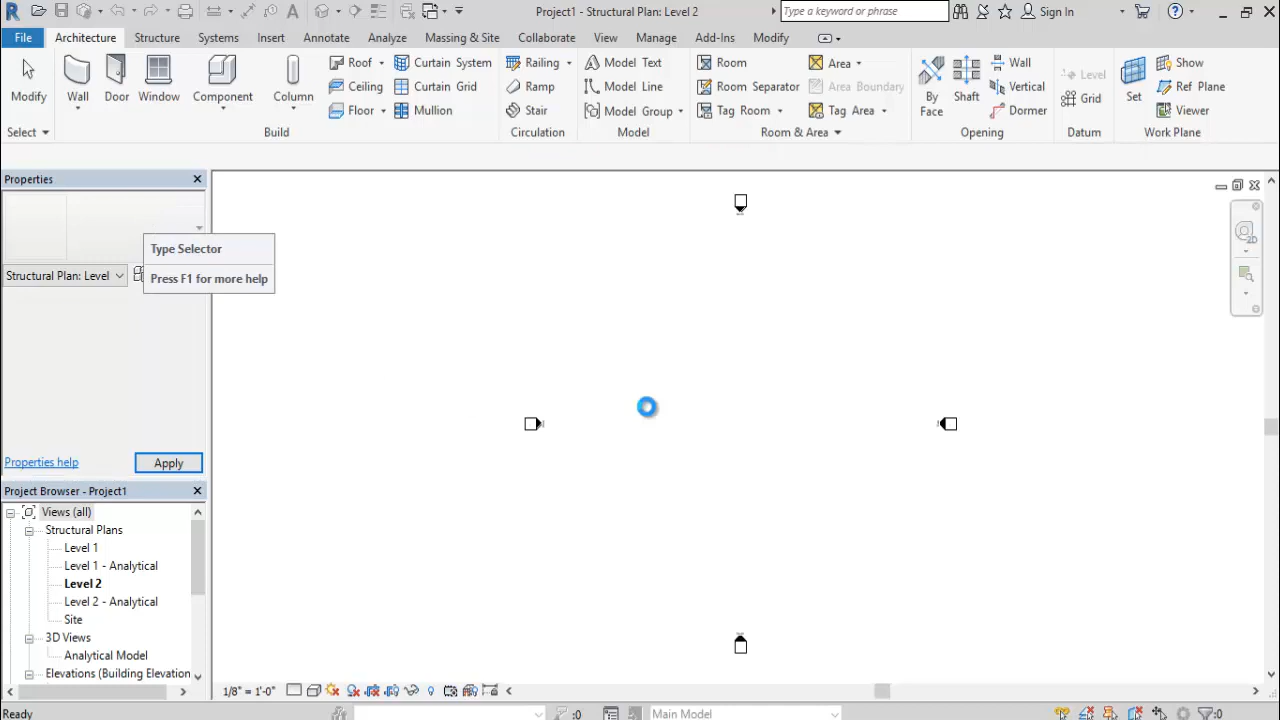 Project1 - Structural Plan: Level 2
Type a keyword or phrase
Sign In
File Architecture Structure Systems Insert Annotate Analyze Massing & Site Collaborate View Manage Add-Ins Modify
Modify
Wall
Door
Window
Component
Column
Roof
Ceiling
Floor
Curtain System
Curtain Grid
Mullion
Railing
Ramp
Stair
Model Text
Model Line
Model Group
Room
Room Separator
Tag Room
Area
Area Boundary
Tag Area
By
Face
Shaft
Wall
Vertical
Dormer
Level
Grid
Set
Show
Ref Plane
Viewer
Select Build Circulation Model Room & Area Opening Datum Work Plane
Properties
Type Selector
Press F1 for more help
Structural Plan: Level
Properties help
Apply
Project Browser - Project1
Views (all)
Structural Plans
Level 1
Level 1 - Analytical
Level 2
Level 2 - Analytical
Site
3D Views
Analytical Model
Elevations (Building Elevation
2D
1/8" = 1'-0"
Ready
:0
Main Model
:0